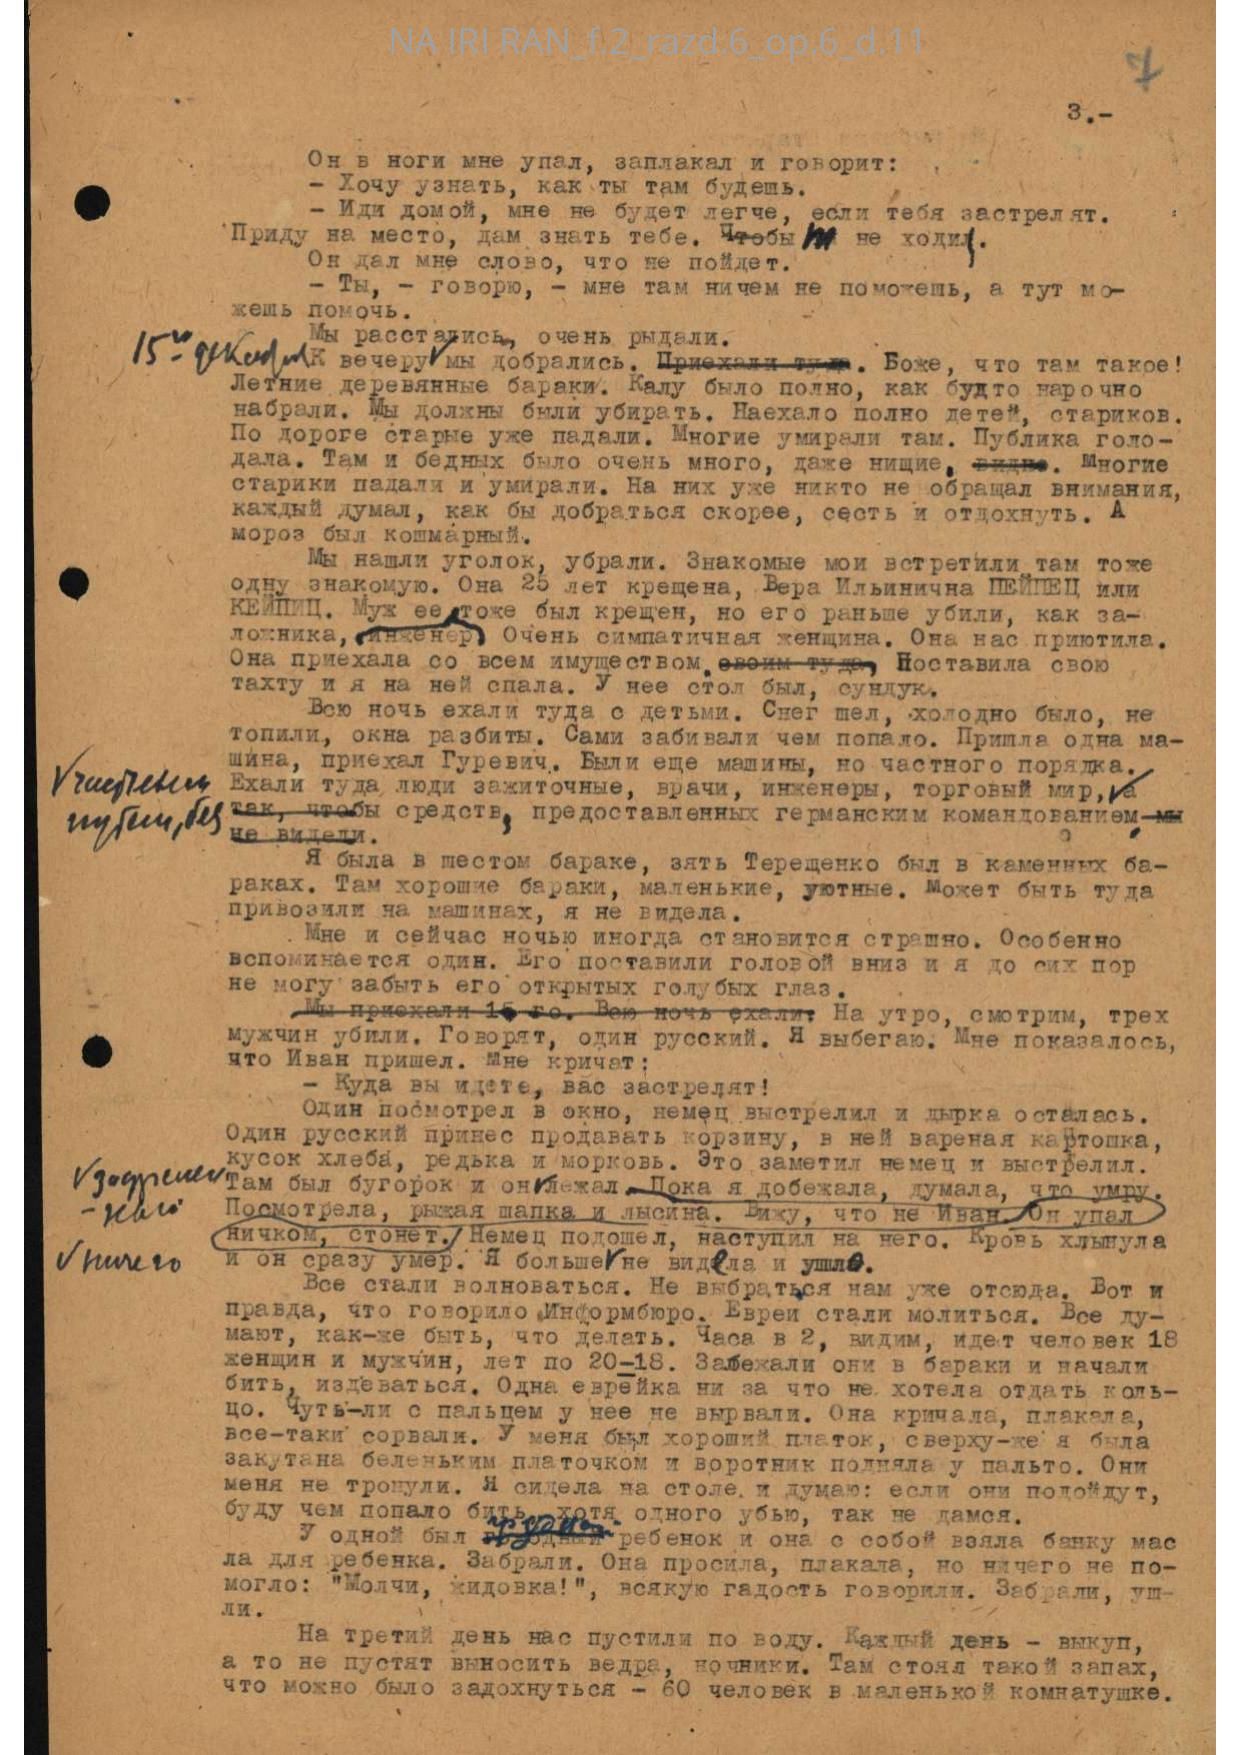 NA IRI RAN_f.2_razd.6_op.6_d.11
7
3.-
Он в ноги мне упал, заплакал и говорит:
- Хочу узнать, как ты там будешь.
- Иди домой, мне не будет легче, если тебя застрелят.
Приду на место, дам знать тебе. Чтобы не ходил.
Он дал мне слово, что не пойдет.
- Ты, - говорю, - мне там ничем не поможешь, а тут мо-
жешь помочь.
Мы расстались, очень рыдали.
15го декабря К вечеру мы добрались. Приехали туда. Боже, что там такое!
Летние деревянные бараки. Калу было полно, как будто нарочно
набрали. Мы должны были убирать. Наехало полно детей, стариков.
По дороге старые уже падали. Многие умирали там. Публика голо-
дала. Там и бедных было очень много, даже нищие, видно. Многие
старики падали и умирали. На них уже никто не обращал внимания,
каждый думал, как бы добраться скорее, сесть и отдохнуть. А
мороз был кошмарный.
Мы нашли уголок, убрали. Знакомые мои встретили там тоже
одну знакомую. Она 25 лет крещена, Вера Ильинична ПЕЙПЕЦ или
КЕЙПИЦ. Муж ее тоже был крещен, но его раньше убили, как за-
ложника, инженер) Очень симпатичная женщина. Она нас приютила.
Она приехала со всем имуществом. своим туда, Поставила свою
тахту и я на ней спала. У нее стол был, сундук.
Всю ночь ехали туда с детьми. Снег шел, холодно было, не
топили, окна разбиты. Сами забивали чем попало. Пришла одна ма-
шина, приехал Гуревич. Были еще машины, но частного порядка.
Ехали туда люди зажиточные, врачи, инженеры, торговый мир, а
частным
путем, без
так, чтобы средств, предоставленных германским командованием мы
не видели.
Я была в шестом бараке, зять Терещенко был в каменных ба-
раках. Там хорошие бараки, маленькие, уютные. Может быть туда
привозили на машинах, я не видела.
Мне и сейчас ночью иногда становится страшно. Особенно
вспоминается один. Его поставили головой вниз и я до сих пор
не могу забыть его открытых голубых глаз.
Мы приехали 15 го. Всю ночь ехали. На утро, смотрим, трех
мужчин убили. Говорят, один русский. Я выбегаю. Мне показалось,
что Иван пришел. Мне кричат:
- Куда вы идете, вас застрелят!
Один посмотрел в окно, немец выстрелил и дырка осталась.
Один русский принес продавать корзину, в ней вареная картошка,
кусок хлеба, редька и морковь. Это заметил немец и выстрелил.
Там был бугорок и он лежал. Пока я добежала, думала, что умру.
Посмотрела, рыжая шапка и лысина. Вижу, что не Иван. Он упал
ничком, стонет. Немец подошел, наступил на него. Кровь хлынула
ничего
и он сразу умер. Я больше не видела и ушла.
Все стали волноваться. Не выбраться нам уже отсюда. Вот и
правда, что говорило Информбюро. Евреи стали молиться. Все ду-
мают, как-же быть, что делать. Часа в 2, видим, идет человек 18
женщин и мужчин, лет по 20-18. Забежали они в бараки и начали
бить, издеваться. Одна еврейка ни за что не хотела отдать коль-
цо. Чуть-ли с пальцем у нее не вырвали. Она кричала, плакала,
все-таки сорвали. У меня был хороший платок, сверху-же я была
закутана беленьким платочком и воротник подняла у пальто. Они
меня не тронули. Я сидела на столе и думаю: если они подойдут,
буду чем попало бить, хотя одного убью, так не дамся.
У одной был грудной ребенок и она с собой взяла банку мас
ла для ребенка. Забрали. Она просила, плакала, но ничего не по-
могло: "Молчи, жидовка!", всякую гадость говорили. Забрали, уш-
ли.
На третий день нас пустили по воду. Каждый день - выкуп,
а то не пустят выносить ведра, ночники. Там стоял такой запах,
что можно было задохнуться - 60 человек в маленькой комнатушке.